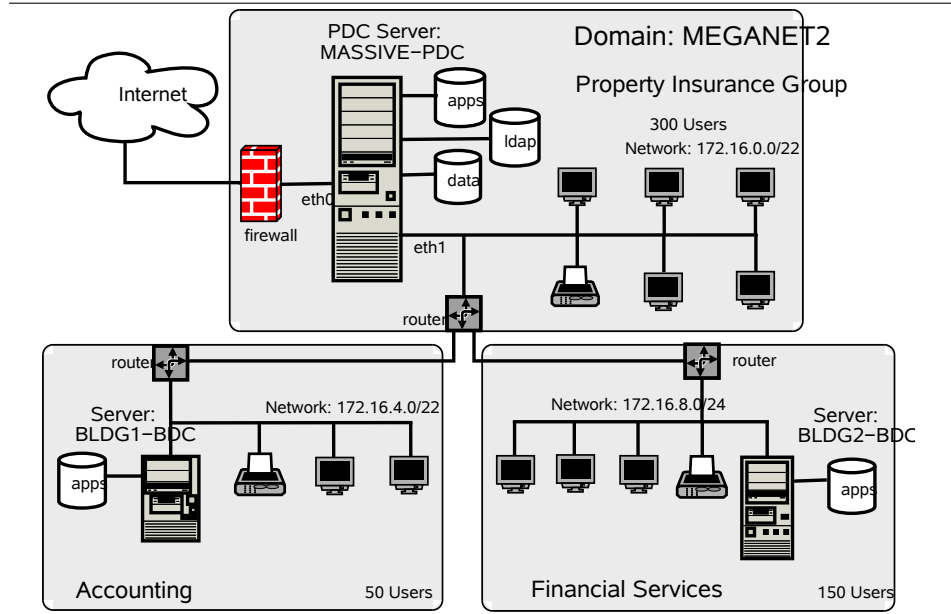 PDC Server:
MASSIVE−PDC
Domain: MEGANET2
Property Insurance Group
Internet
apps
300 Users
Network: 172.16.0.0/22
ldap
data
eth0
firewall
eth1
router
router
router
Network: 172.16.4.0/22
Server:
BLDG1−BDC
apps
Accounting
50 Users
Network: 172.16.8.0/24
Server:
BLDG2−BDC
apps
Financial Services
150 Users